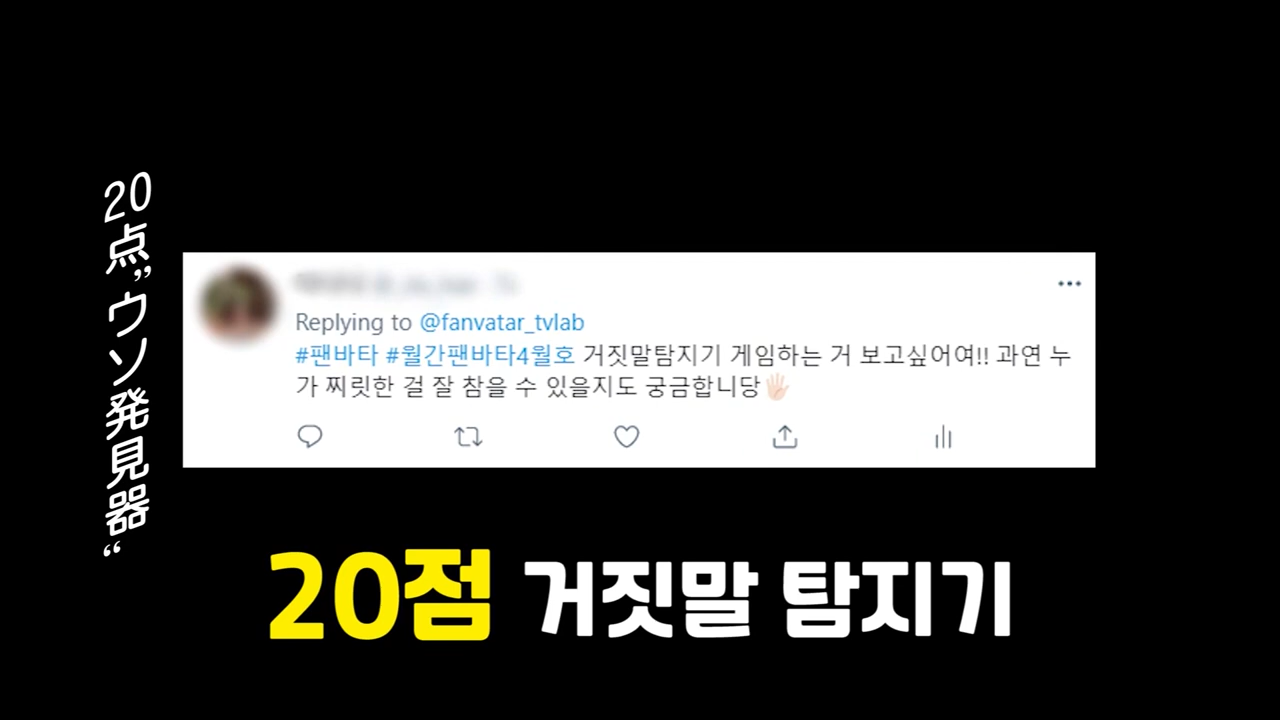 20点”ウソ発見器“
Replying to @fanvatar_tvlab
#팬바타 #월간팬바타4월호 거짓말탐지기 게임하는 거 보고싶어여!! 과연 누
가 찌릿한 걸 잘 참을 수 있을지도 궁금합니당🖐🏻
20점 거짓말 탐지기